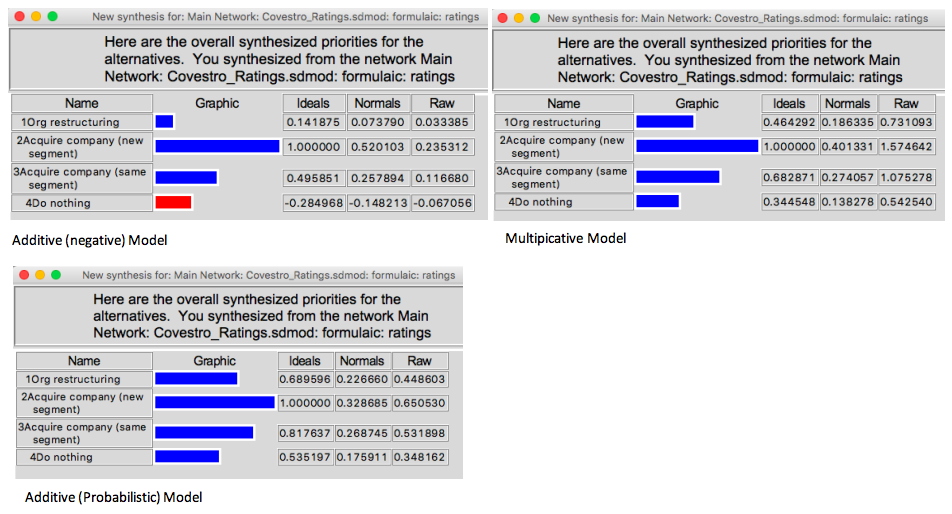 New synthesis for: Main Network: Covestro_Ratings.sdmod: formulaic: ratings
Here are the overall synthesized priorities for the
alternatives. You synthesized from the network Main
Network: Covestro_Ratings.sdmod: formulaic: ratings
Name Graphic Ideals Normals Raw
1Org restructuring 0.141875 0.073790 0.033385
2Acquire company (new
segment) 1.000000 0.520103 0.235312
3Acquire company (same
segment) 0.495851 0.257894 0.116680
4Do nothing -0.284968 -0.148213 -0.067056
Additive (negative) Model
New synthesis for: Main Network: Covestro_Ratings.sdmod: formulaic: ratings
Here are the overall synthesized priorities for the
alternatives. You synthesized from the network Main
Network: Covestro_Ratings.sdmod: formulaic: ratings
Name Graphic Ideals Normals Raw
1Org restructuring 0.464292 0.186335 0.731093
2Acquire company (new
segment) 1.000000 0.401331 1.574642
3Acquire company (same
segment) 0.682871 0.274057 1.075278
4Do nothing 0.344548 0.138278 0.542540
Multipicative Model
New synthesis for: Main Network: Covestro_Ratings.sdmod: formulaic: ratings
Here are the overall synthesized priorities for the
alternatives. You synthesized from the network Main
Network: Covestro_Ratings.sdmod: formulaic: ratings
Name Graphic Ideals Normals Raw
1Org restructuring 0.689596 0.226660 0.448603
2Acquire company (new
segment) 1.000000 0.328685 0.650530
3Acquire company (same
segment) 0.817637 0.268745 0.531898
4Do nothing 0.535197 0.175911 0.348162
Additive (Probabilistic) Model